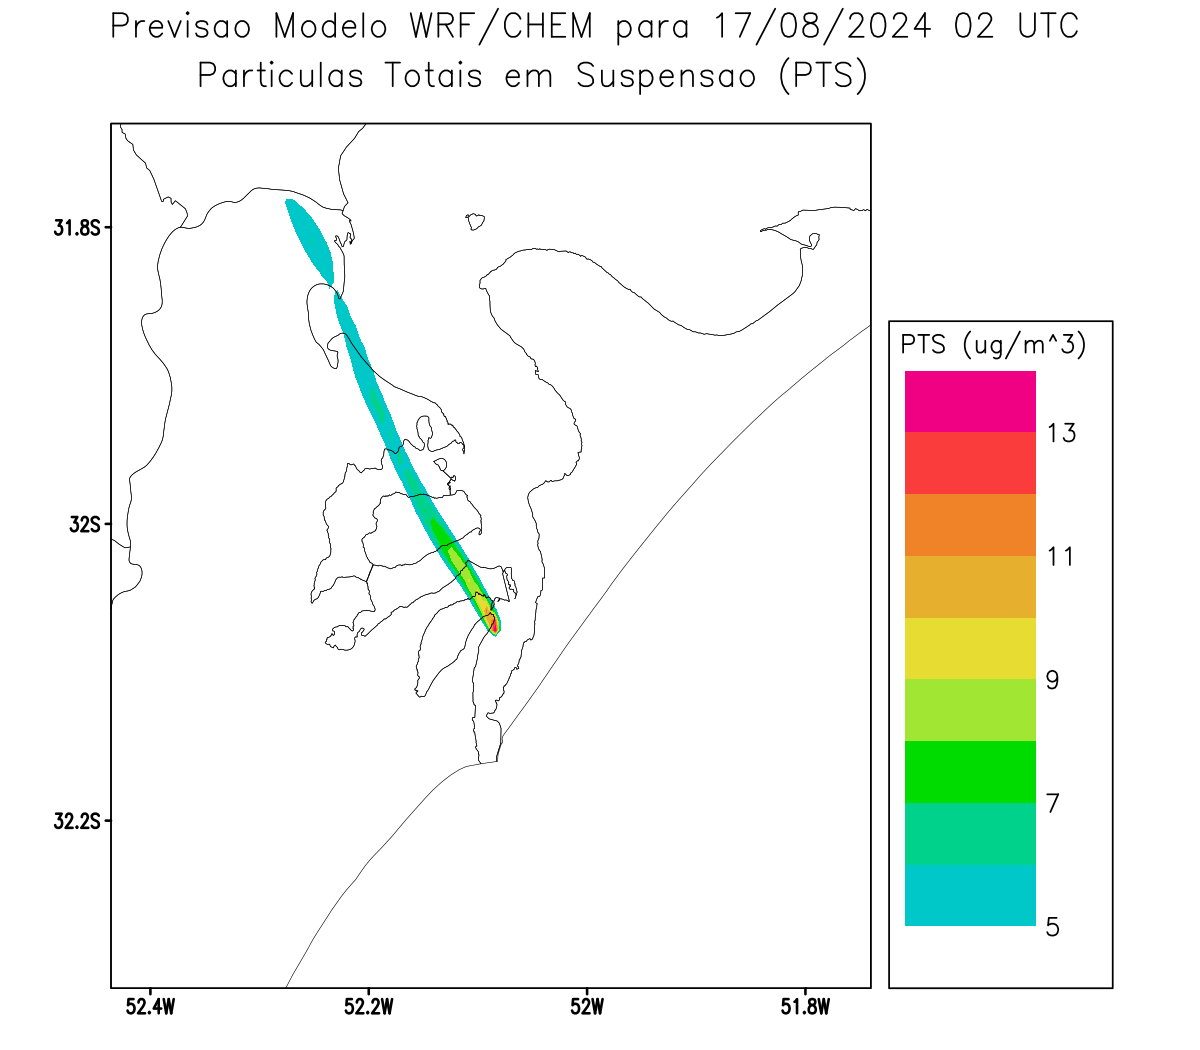 Previsao Modelo WRF/CHEM para 17/08/2024 02 UTC
Particulas Totais em Suspensao (PTS)
31.8S
32S
32.2S
52.4W
52.2W
52W
51.8W
PTS (ug/m^3)
13
11
9
7
5